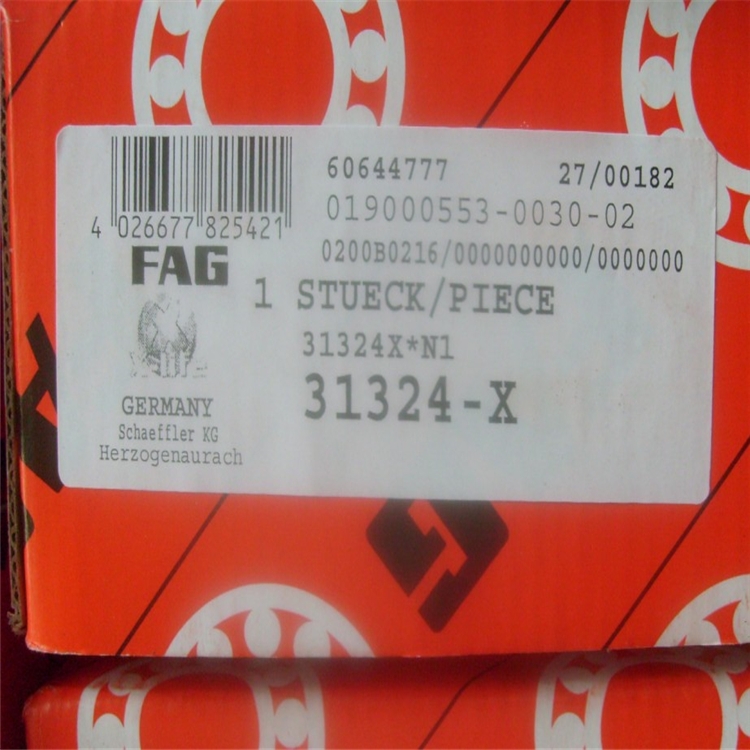 60644777 27/00182
019000553-0030-02
4 026677 825421
0200B0216/0000000000/0000000
FAG
1 STUECK/PIECE
31324X*N1
31324-X
GERMANY
Schaeffler KG
Herzogenaurach